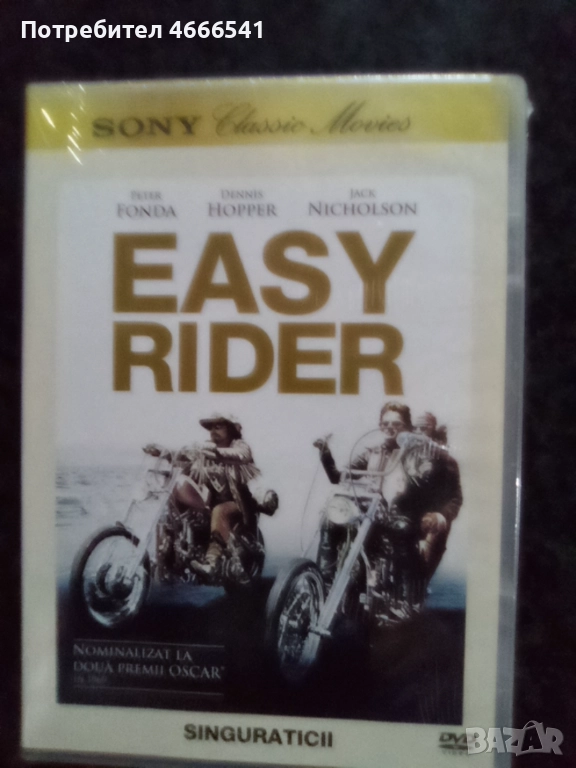 Потребител 4666541
SONY Classic Movies
PETER FONDA
DENNIS HOPPER
JACK NICHOLSON
EASY
RIDER
NOMINALIZAT LA
DOUĂ PREMII OSCAR®
SINGURATICII
DVD
BAZAR